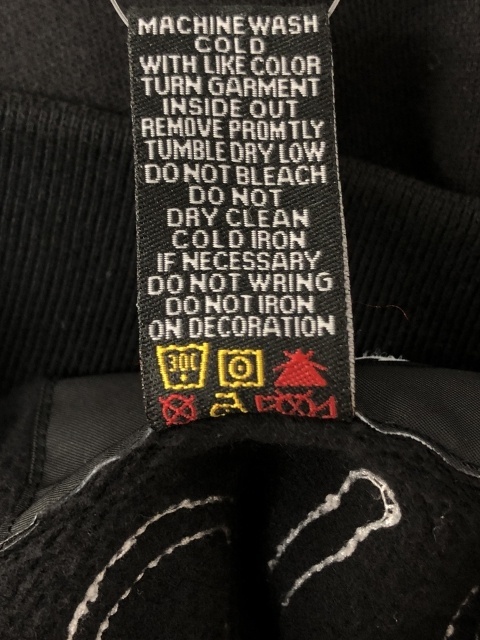 MACHINE WASH
COLD
WITH LIKE COLOR
TURN GARMENT
INSIDE OUT
REMOVE PROMTLY
TUMBLE DRY LOW
DO NOT BLEACH
DO NOT
DRY CLEAN
COLD IRON
IF NECESSARY
DO NOT WRING
DO NOT IRON
ON DECORATION
30C